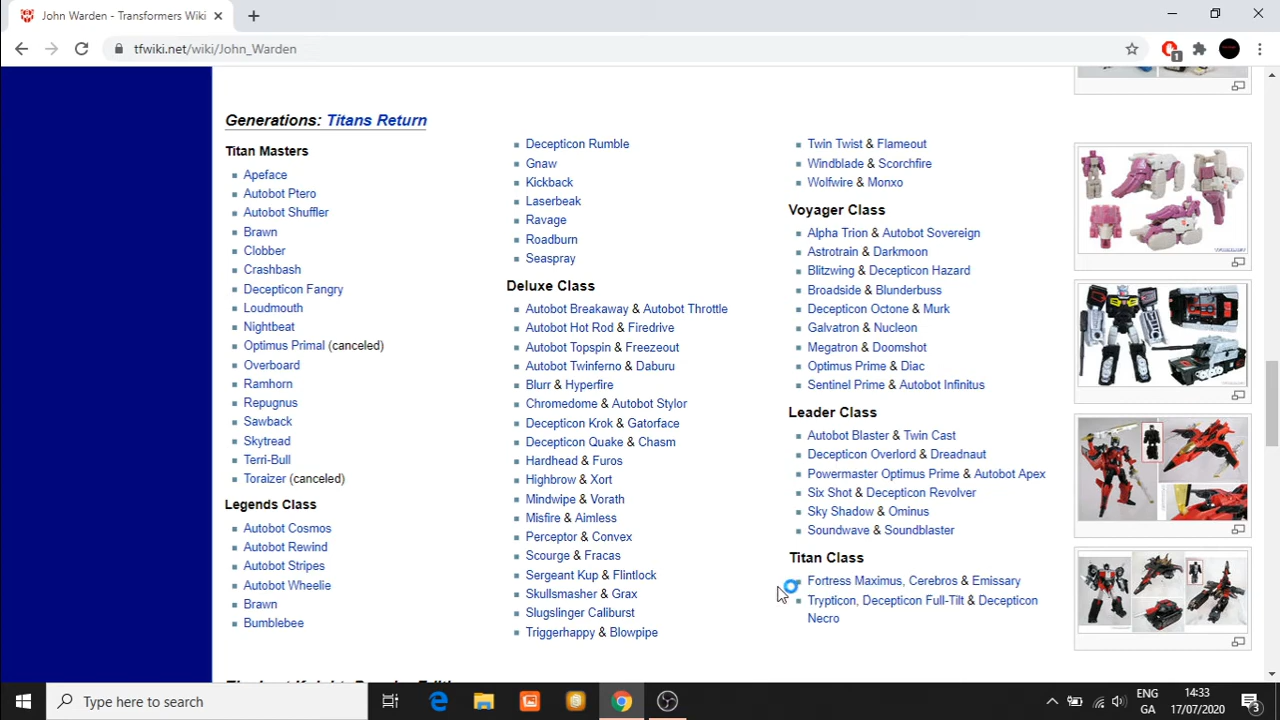 John Warden - Transformers Wiki
tfwiki.net/wiki/John_Warden
1
Generations: Titans Return
Titan Masters
Apeface
Autobot Ptero
Autobot Shuffler
Brawn
Clobber
Crashbash
Decepticon Fangry
Loudmouth
Nightbeat
Optimus Primal (canceled)
Overboard
Ramhorn
Repugnus
Sawback
Skytread
Terri-Bull
Toraizer (canceled)
Legends Class
Autobot Cosmos
Autobot Rewind
Autobot Stripes
Autobot Wheelie
Brawn
Bumblebee
Decepticon Rumble
Gnaw
Kickback
Laserbeak
Ravage
Roadburn
Seaspray
Deluxe Class
Autobot Breakaway & Autobot Throttle
Autobot Hot Rod & Firedrive
Autobot Topspin & Freezeout
Autobot Twinferno & Daburu
Blurr & Hyperfire
Chromedome & Autobot Stylor
Decepticon Krok & Gatorface
Decepticon Quake & Chasm
Hardhead & Furos
Highbrow & Xort
Mindwipe & Vorath
Misfire & Aimless
Perceptor & Convex
Scourge & Fracas
Sergeant Kup & Flintlock
Skullsmasher & Grax
Slugslinger Caliburst
Triggerhappy & Blowpipe
Twin Twist & Flameout
Windblade & Scorchfire
Wolfwire & Monxo
Voyager Class
Alpha Trion & Autobot Sovereign
Astrotrain & Darkmoon
Blitzwing & Decepticon Hazard
Broadside & Blunderbuss
Decepticon Octone & Murk
Galvatron & Nucleon
Megatron & Doomshot
Optimus Prime & Diac
Sentinel Prime & Autobot Infinitus
Leader Class
Autobot Blaster & Twin Cast
Decepticon Overlord & Dreadnaut
Powermaster Optimus Prime & Autobot Apex
Six Shot & Decepticon Revolver
Sky Shadow & Ominus
Soundwave & Soundblaster
Titan Class
Fortress Maximus, Cerebros & Emissary
Trypticon, Decepticon Full-Tilt & Decepticon
Necro
Type here to search
ENG
GA
14:33
17/07/2020
3